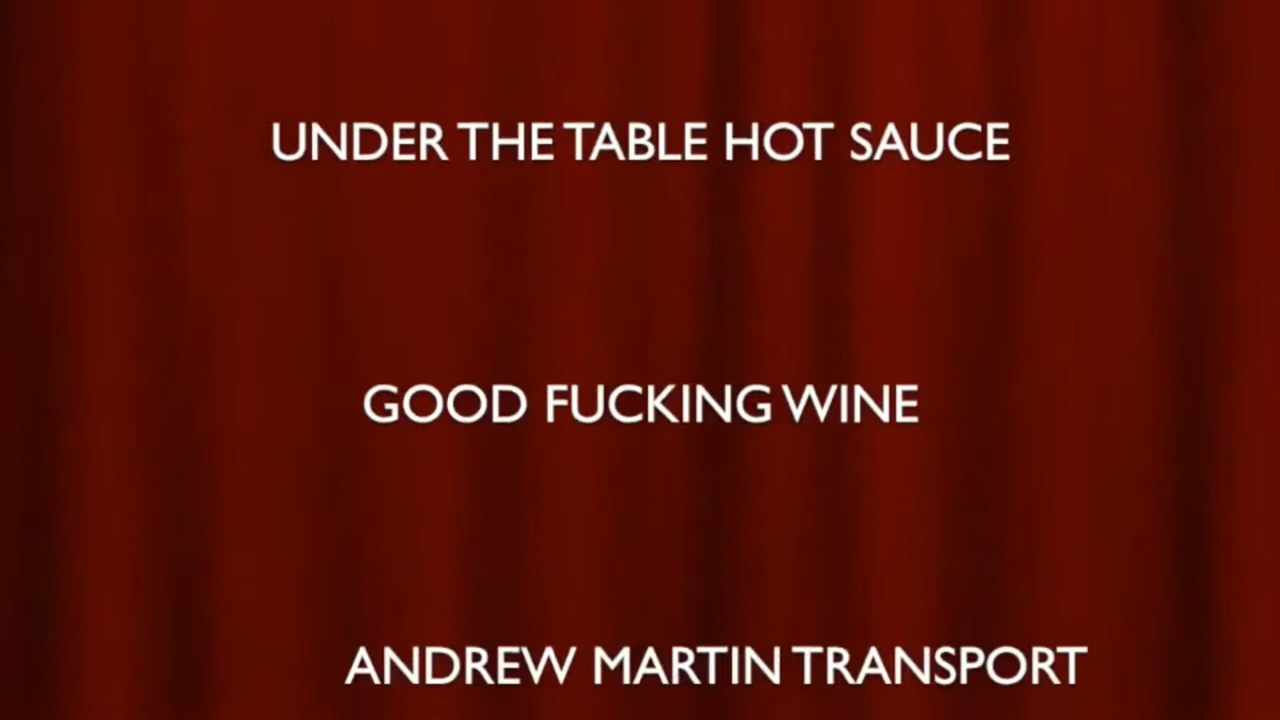 UNDER THE TABLE HOT SAUCE
GOOD FUCKING WINE
ANDREW MARTIN TRANSPORT